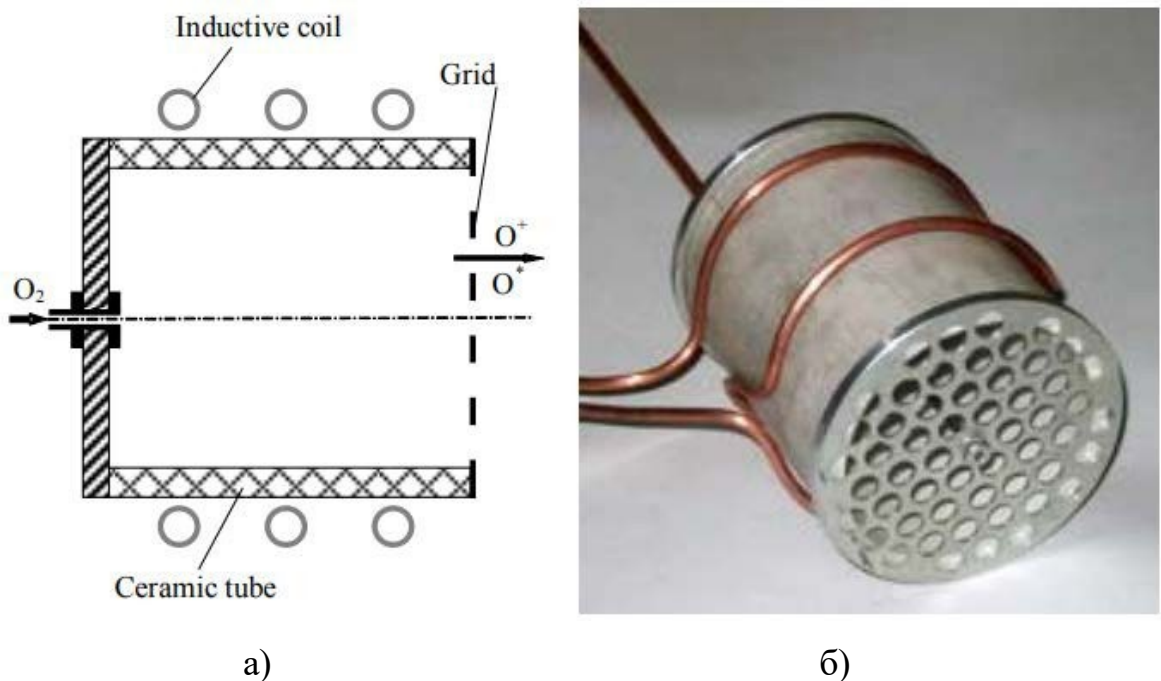 Inductive coil
Grid
O⁺
O*
O₂
Ceramic tube
а)
б)